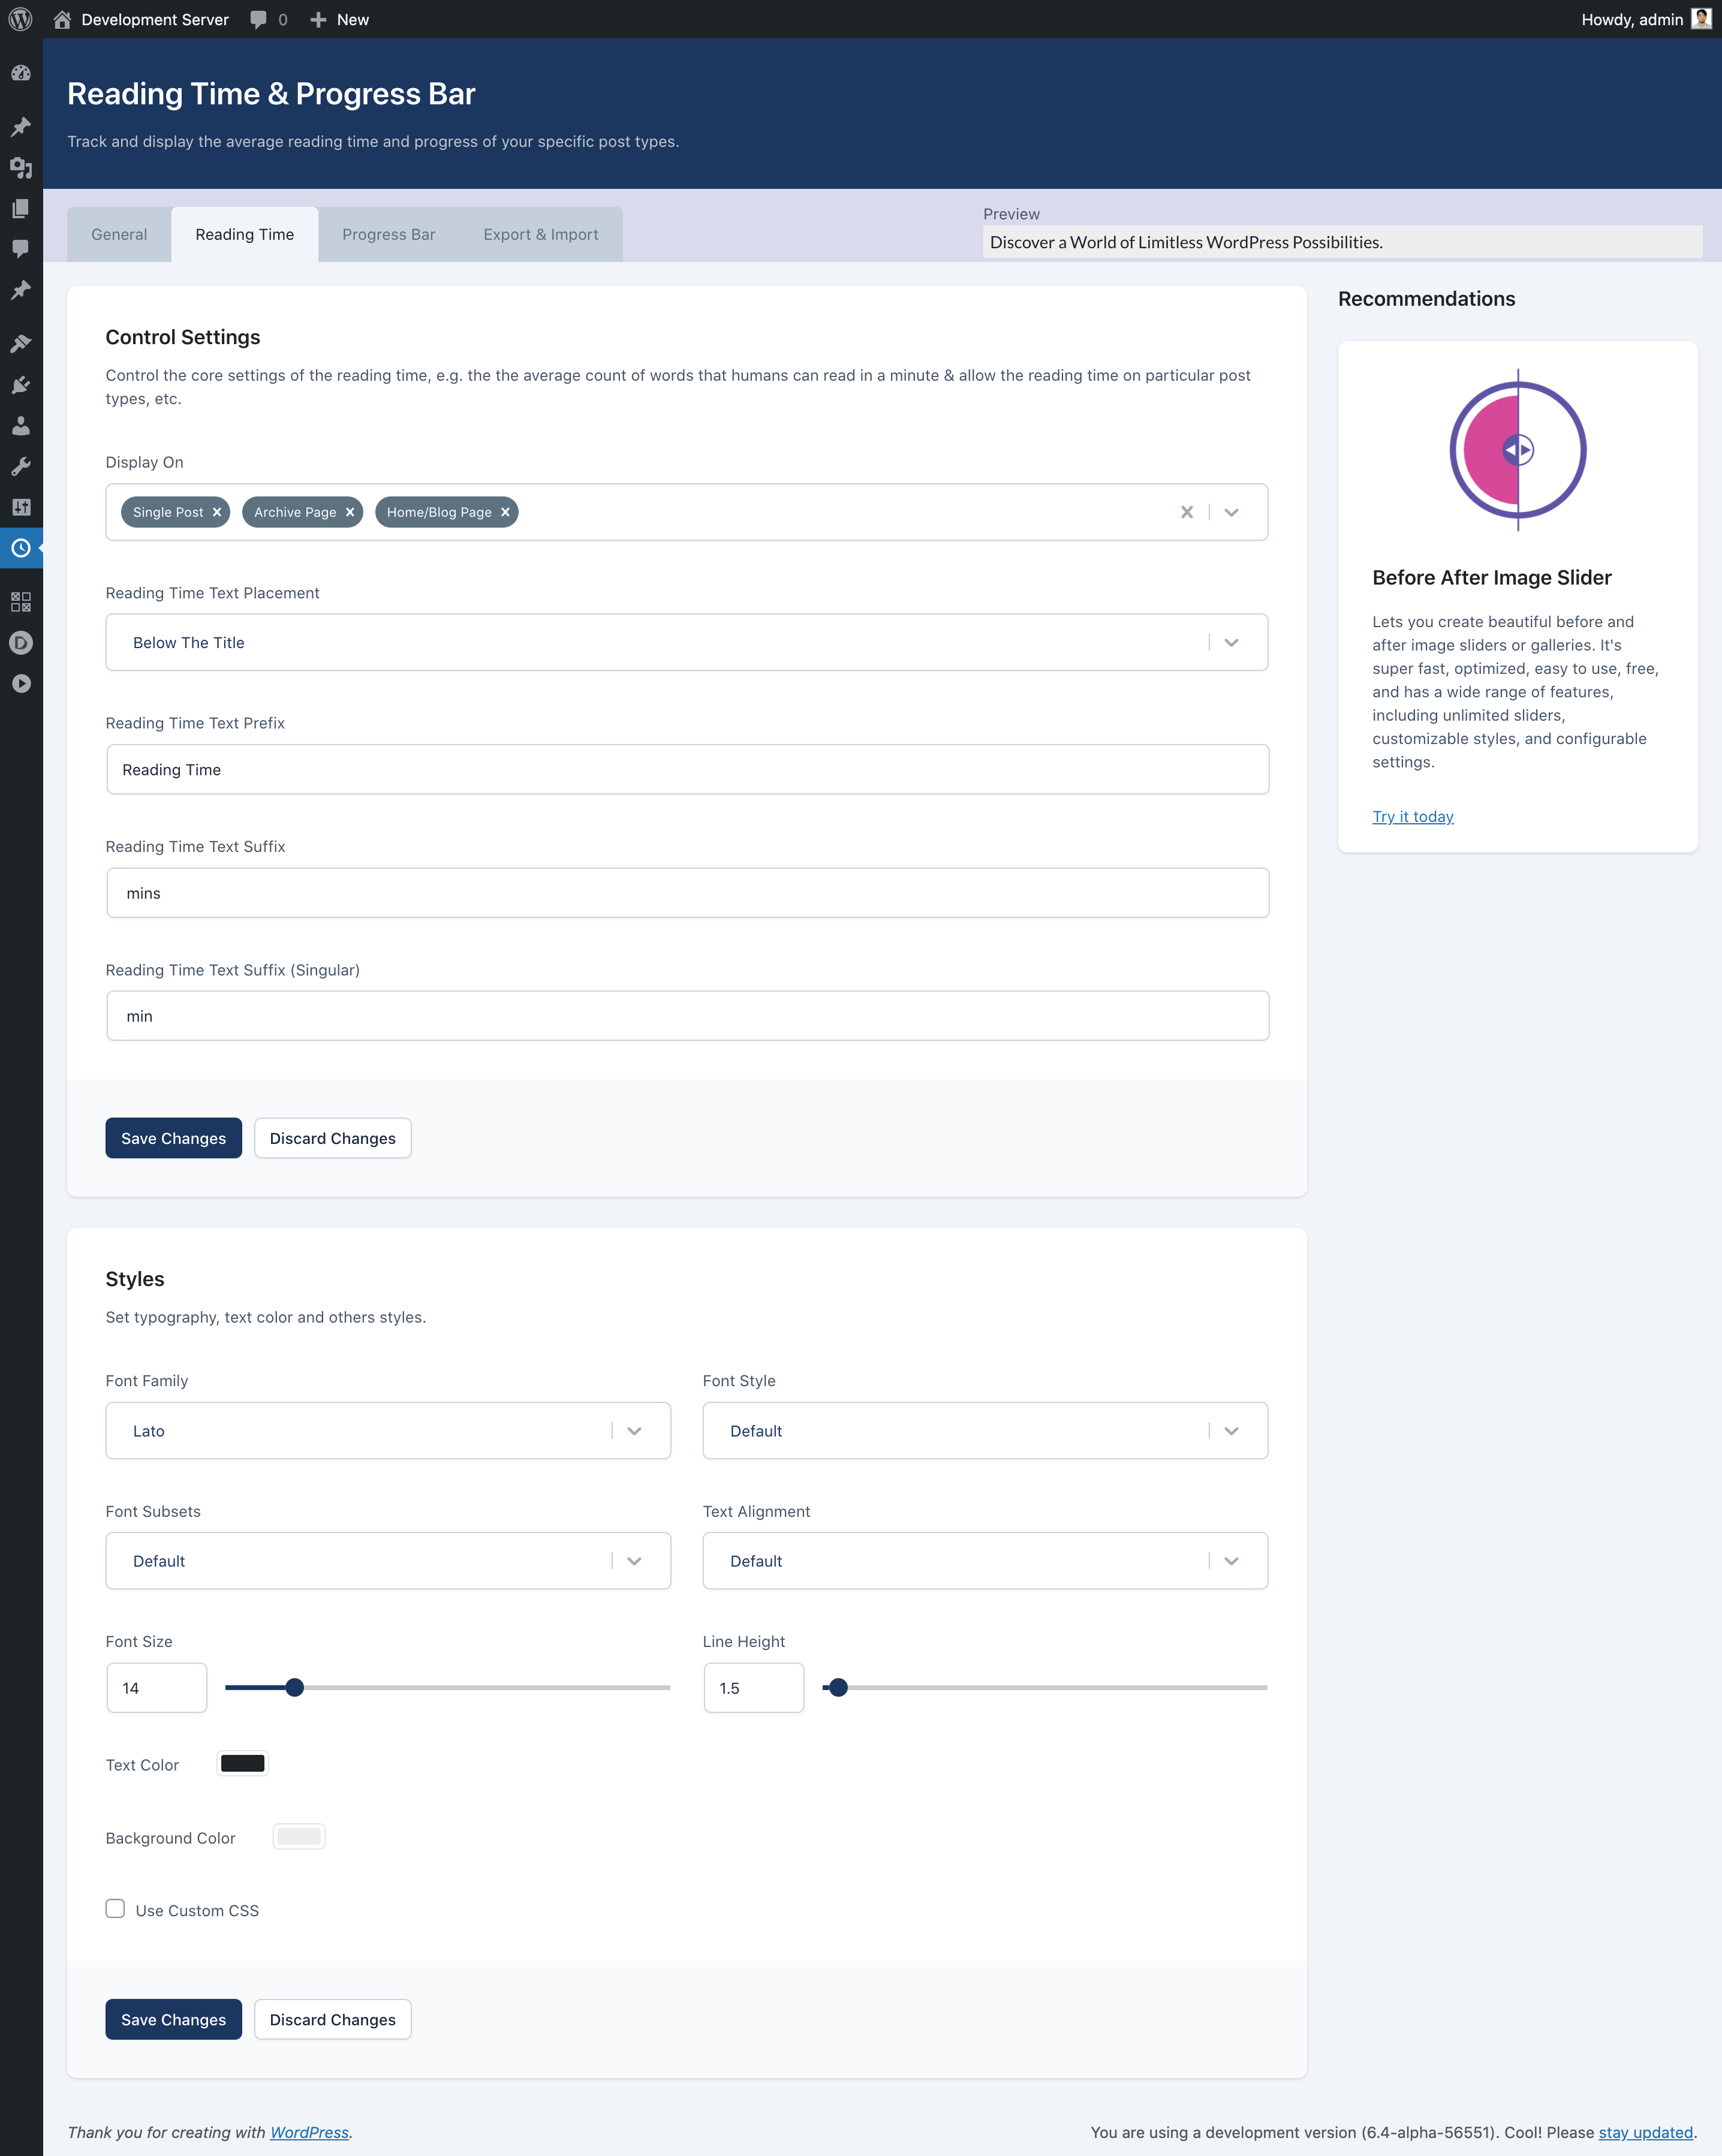 Development Server 0 New Howdy, admin
Reading Time & Progress Bar
Track and display the average reading time and progress of your specific post types.
General Reading Time Progress Bar Export & Import
Preview
Discover a World of Limitless WordPress Possibilities.
Control Settings
Control the core settings of the reading time, e.g. the the average count of words that humans can read in a minute & allow the reading time on particular post
types, etc.
Display On
Single Post Archive Page Home/Blog Page
Reading Time Text Placement
Below The Title
Reading Time Text Prefix
Reading Time
Reading Time Text Suffix
mins
Reading Time Text Suffix (Singular)
min
Save Changes Discard Changes
Recommendations
Before After Image Slider
Lets you create beautiful before and
after image sliders or galleries. It's
super fast, optimized, easy to use, free,
and has a wide range of features,
including unlimited sliders,
customizable styles, and configurable
settings.
Try it today
Styles
Set typography, text color and others styles.
Font Family Font Style
Lato Default
Font Subsets Text Alignment
Default Default
Font Size Line Height
14 1.5
Text Color
Background Color
Use Custom CSS
Save Changes Discard Changes
Thank you for creating with WordPress. You are using a development version (6.4-alpha-56551). Cool! Please stay updated.